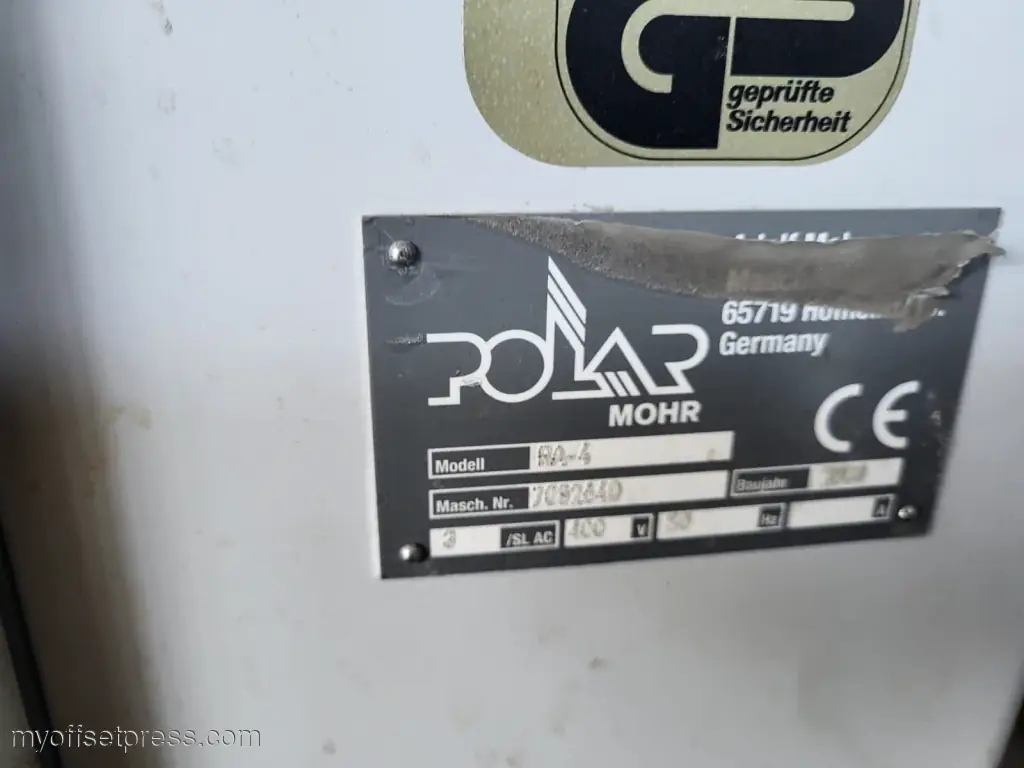 geprüfte
Sicherheit
65719
Germany
POLAR
MOHR
CE
Modell RA-4
Masch. Nr. Baujahr
3 /SL AC 400 V 50 Hz A
myoffsetpress.com